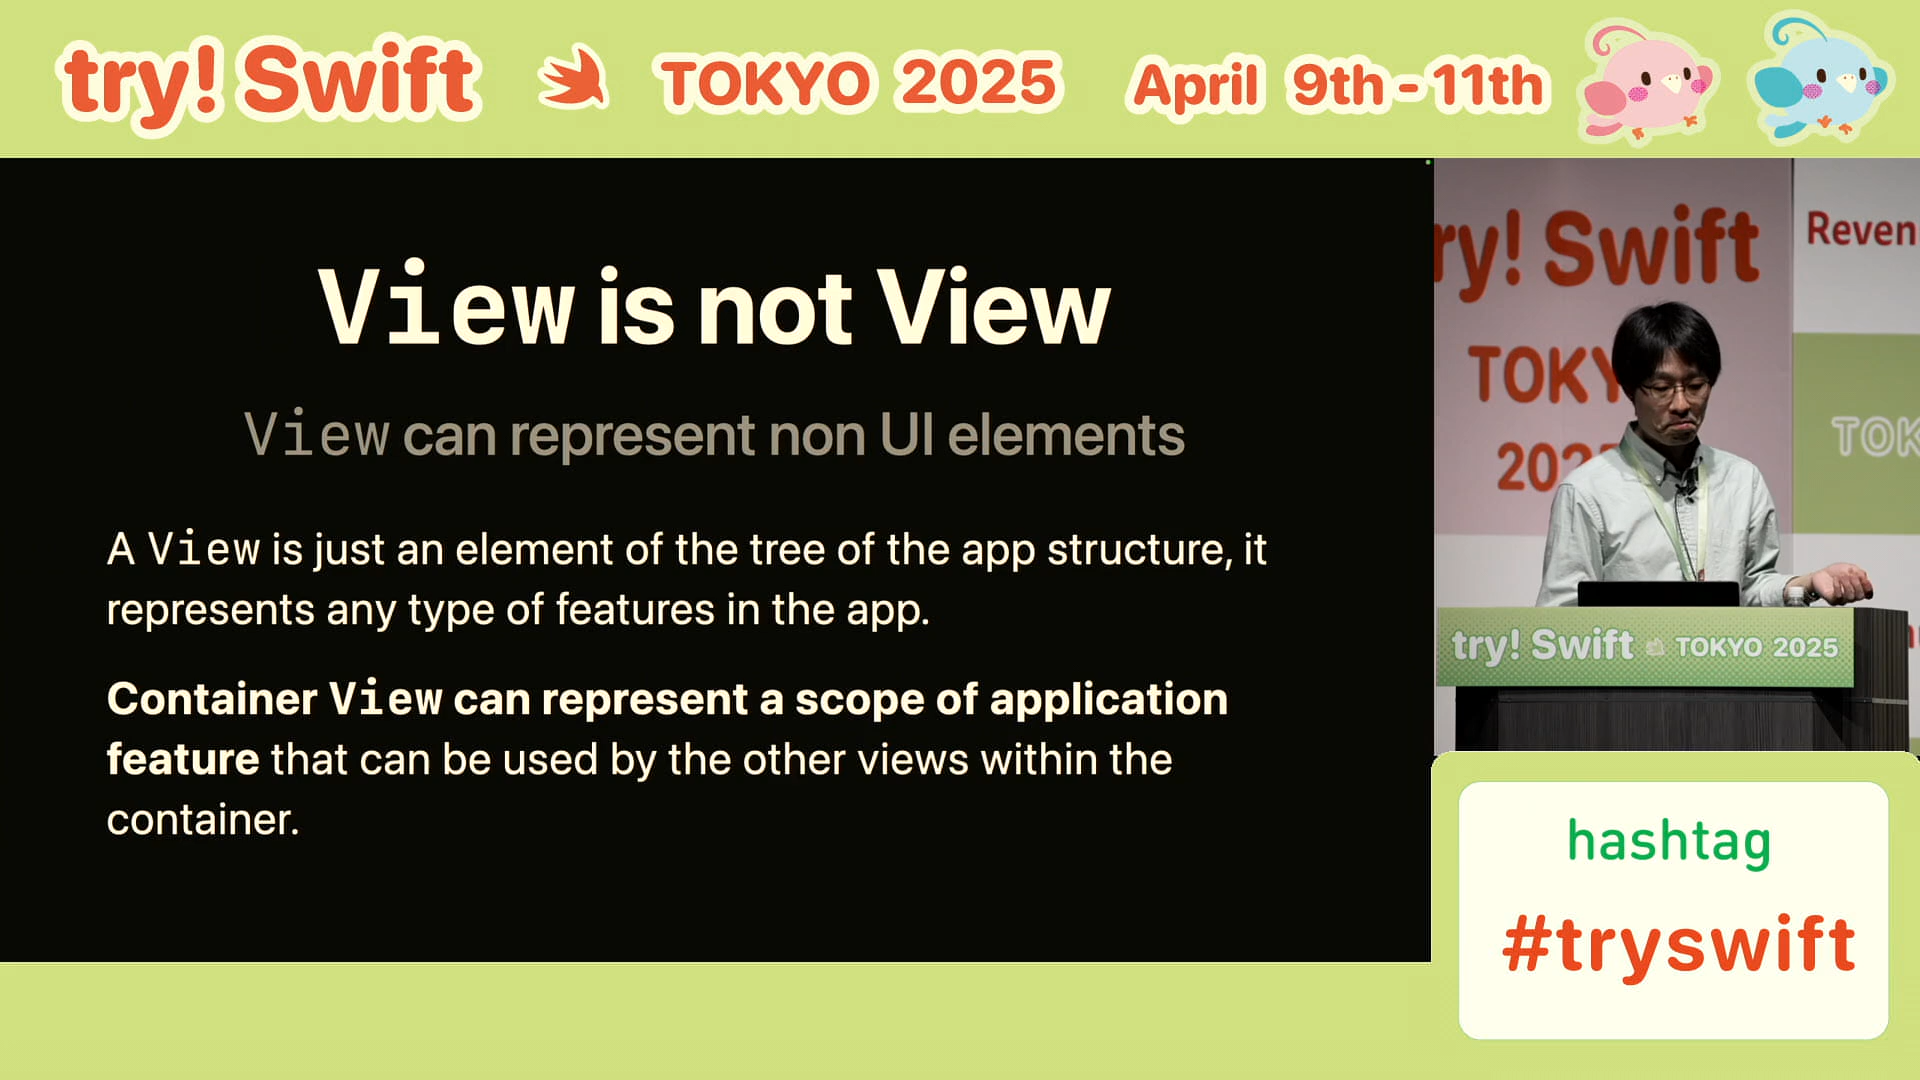 try! Swift TOKYO 2025 April 9th-11th
View is not View
View can represent non UI elements
A View is just an element of the tree of the app structure, it
represents any type of features in the app.
Container View can represent a scope of application
feature that can be used by the other views within the
container.
ry! Swift
TOKY
202
Reven
TOK
try! Swift TOKYO 2025
hashtag
#tryswift